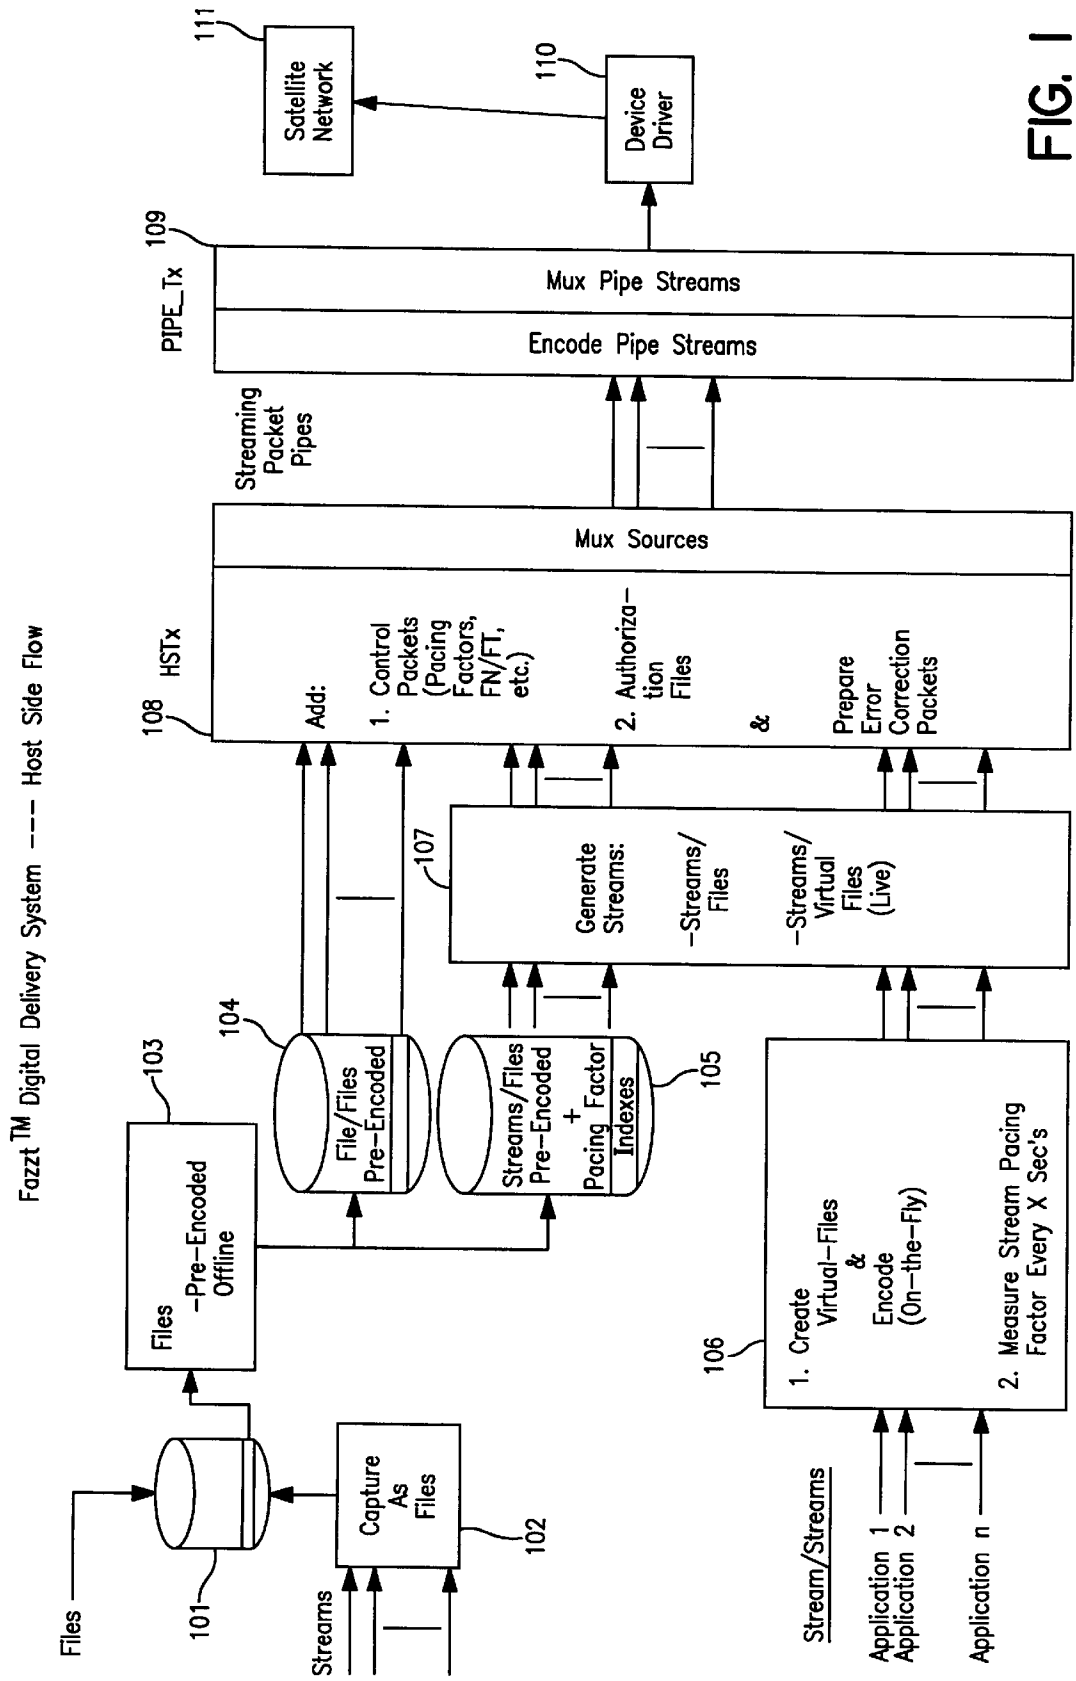 Fazzt™ Digital Delivery System --- Host Side Flow
Files
101
Streams
Capture
As
Files
102
103
Files
-Pre-Encoded
Offline
104
File/Files
Pre-Encoded
Streams/Files
Pre-Encoded
+
Pacing Factor
Indexes
105
Stream/Streams
Application 1
Application 2
Application n
106
1. Create
Virtual-Files
&
Encode
(On-the-Fly)
2. Measure Stream Pacing
Factor Every X Sec's
107
Generate
Streams:
-Streams/
Files
-Streams/
Virtual
Files
(Live)
108
HSTx
Add:
1. Control
Packets
(Pacing
Factors,
FN/FT,
etc.)
2. Authoriza-
tion
Files
&
Prepare
Error
Correction
Packets
Mux Sources
Streaming
Packet
Pipes
PIPE_Tx
109
Encode Pipe Streams
Mux Pipe Streams
110
Device
Driver
111
Satellite
Network
FIG. 1